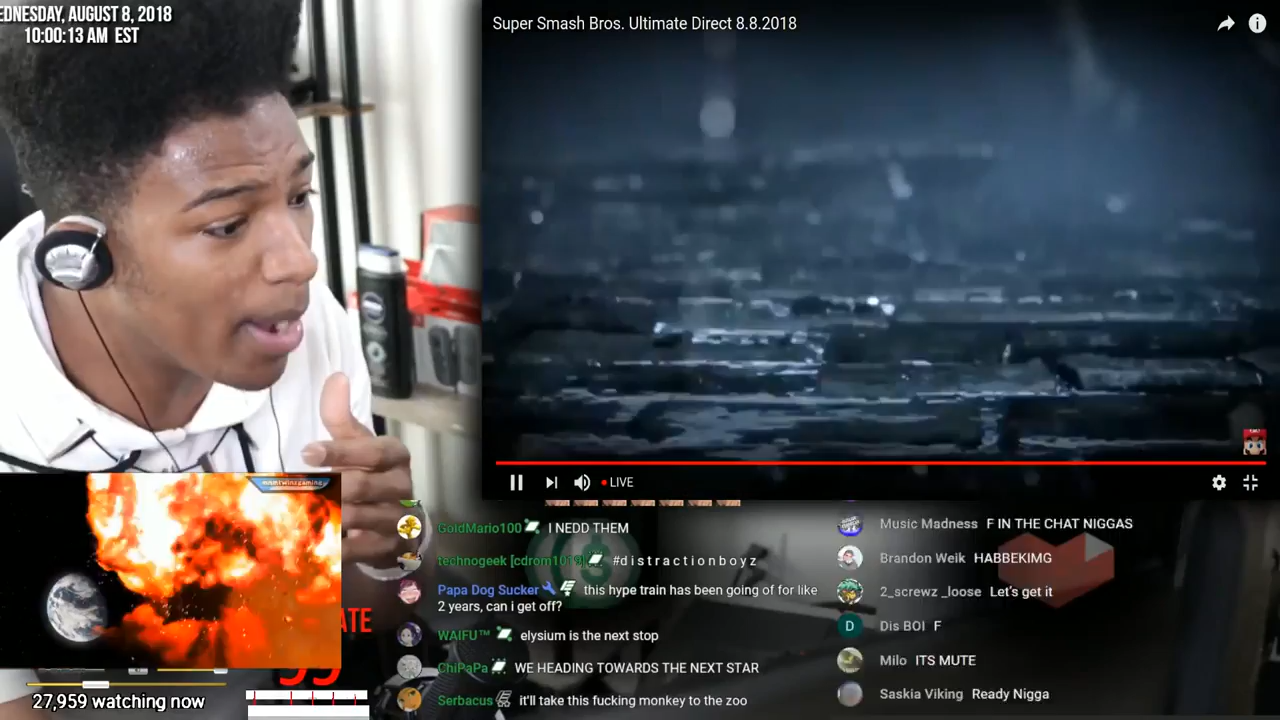 EDNESDAY, AUGUST 8, 2018
10:00:13 AM EST
Super Smash Bros. Ultimate Direct 8.8.2018
LIVE
GoldMario100 I NEDD THEM
#d i s t r a c t i o n b o y z
Papa Dog Sucker this hype train has been going of for like
2 years, can i get off?
WAIFU™ elysium is the next stop
ChiPaPa WE HEADING TOWARDS THE NEXT STAR
Serbacus it'll take this fucking monkey to the zoo
Music Madness F IN THE CHAT NIGGAS
Brandon Weik HABBEKIMG
2_screwz _loose Let's get it
D Dis BOI F
Milo ITS MUTE
Saskia Viking Ready Nigga
27,959 watching now